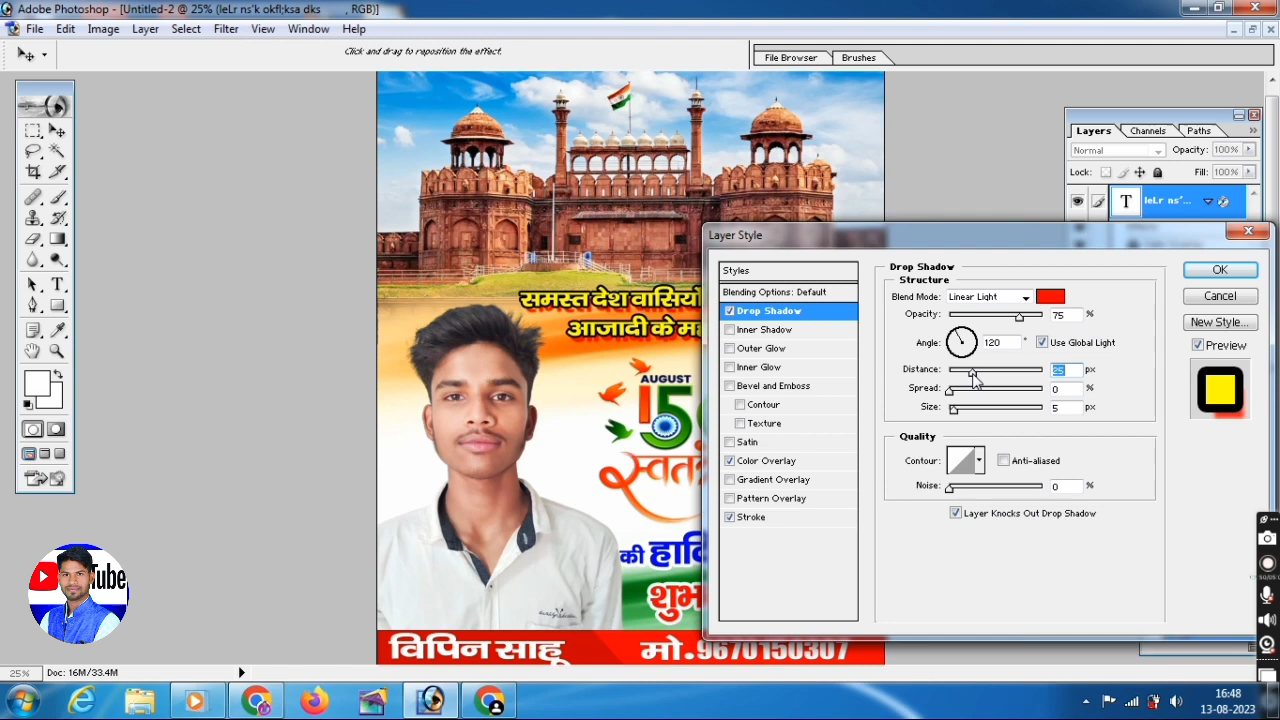 Adobe Photoshop - [Untitled-2 @ 25% (leLr ns'k okfl;ksa dks , RGB)]
File Edit Image Layer Select Filter View Window Help
Click and drag to reposition the effect.
File Browser Brushes
Layers Channels Paths
Normal Opacity: 100%
Lock: Fill: 100%
T leLr ns'...
Layer Style
Styles
Blending Options: Default
Drop Shadow
Inner Shadow
Outer Glow
Inner Glow
Bevel and Emboss
Contour
Texture
Satin
Color Overlay
Gradient Overlay
Pattern Overlay
Stroke
Drop Shadow
Structure
Blend Mode: Linear Light
Opacity: 75 %
Angle: 120 °
Use Global Light
Distance: 25 px
Spread: 0 %
Size: 5 px
Quality
Contour: Anti-aliased
Noise: 0 %
Layer Knocks Out Drop Shadow
OK
Cancel
New Style...
Preview
समस्त देश वासियों
आजादी के
AUGUST
15
की
शुभ
विपिन साहू मो.9670150307
Tube
25% Doc: 16M/33.4M
16:48
13-08-2023